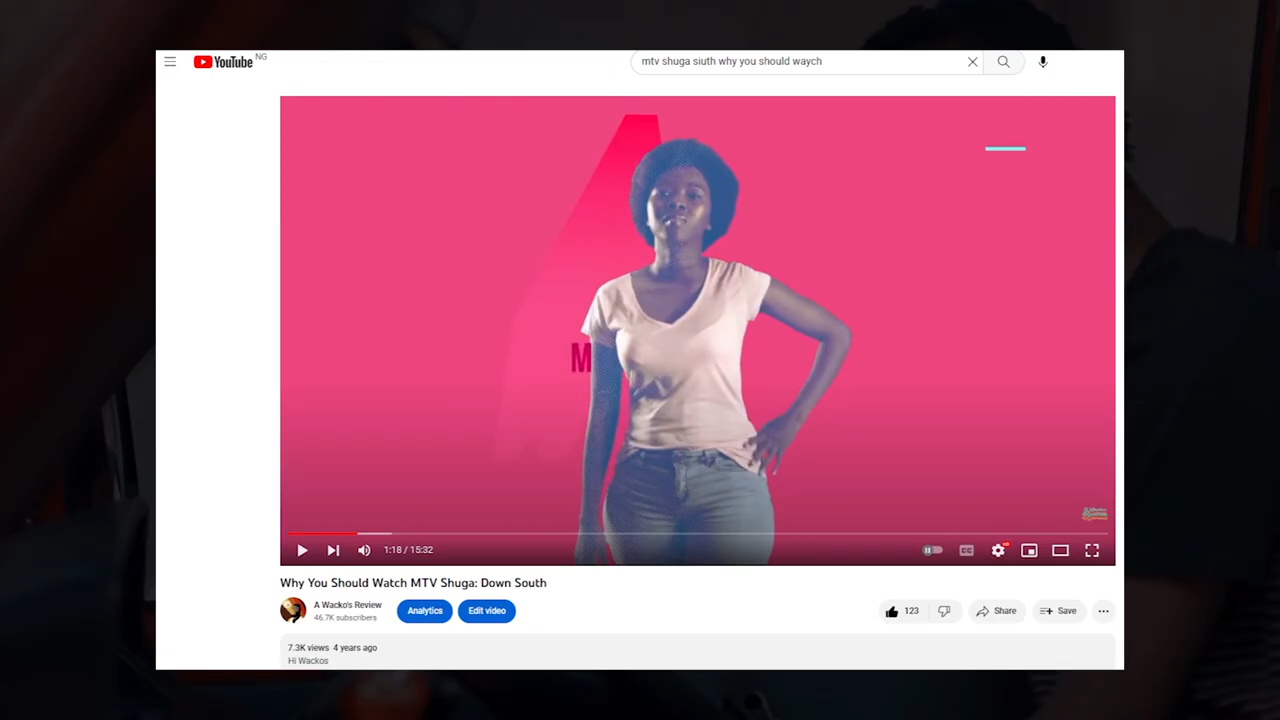 YouTube NG
mtv shuga siuth why you should waych
M
1:18 / 15:32
CC
Why You Should Watch MTV Shuga: Down South
A Wacko's Review
46.7K subscribers
Analytics
Edit video
123
Share
Save
7.3K views 4 years ago
Hi Wackos